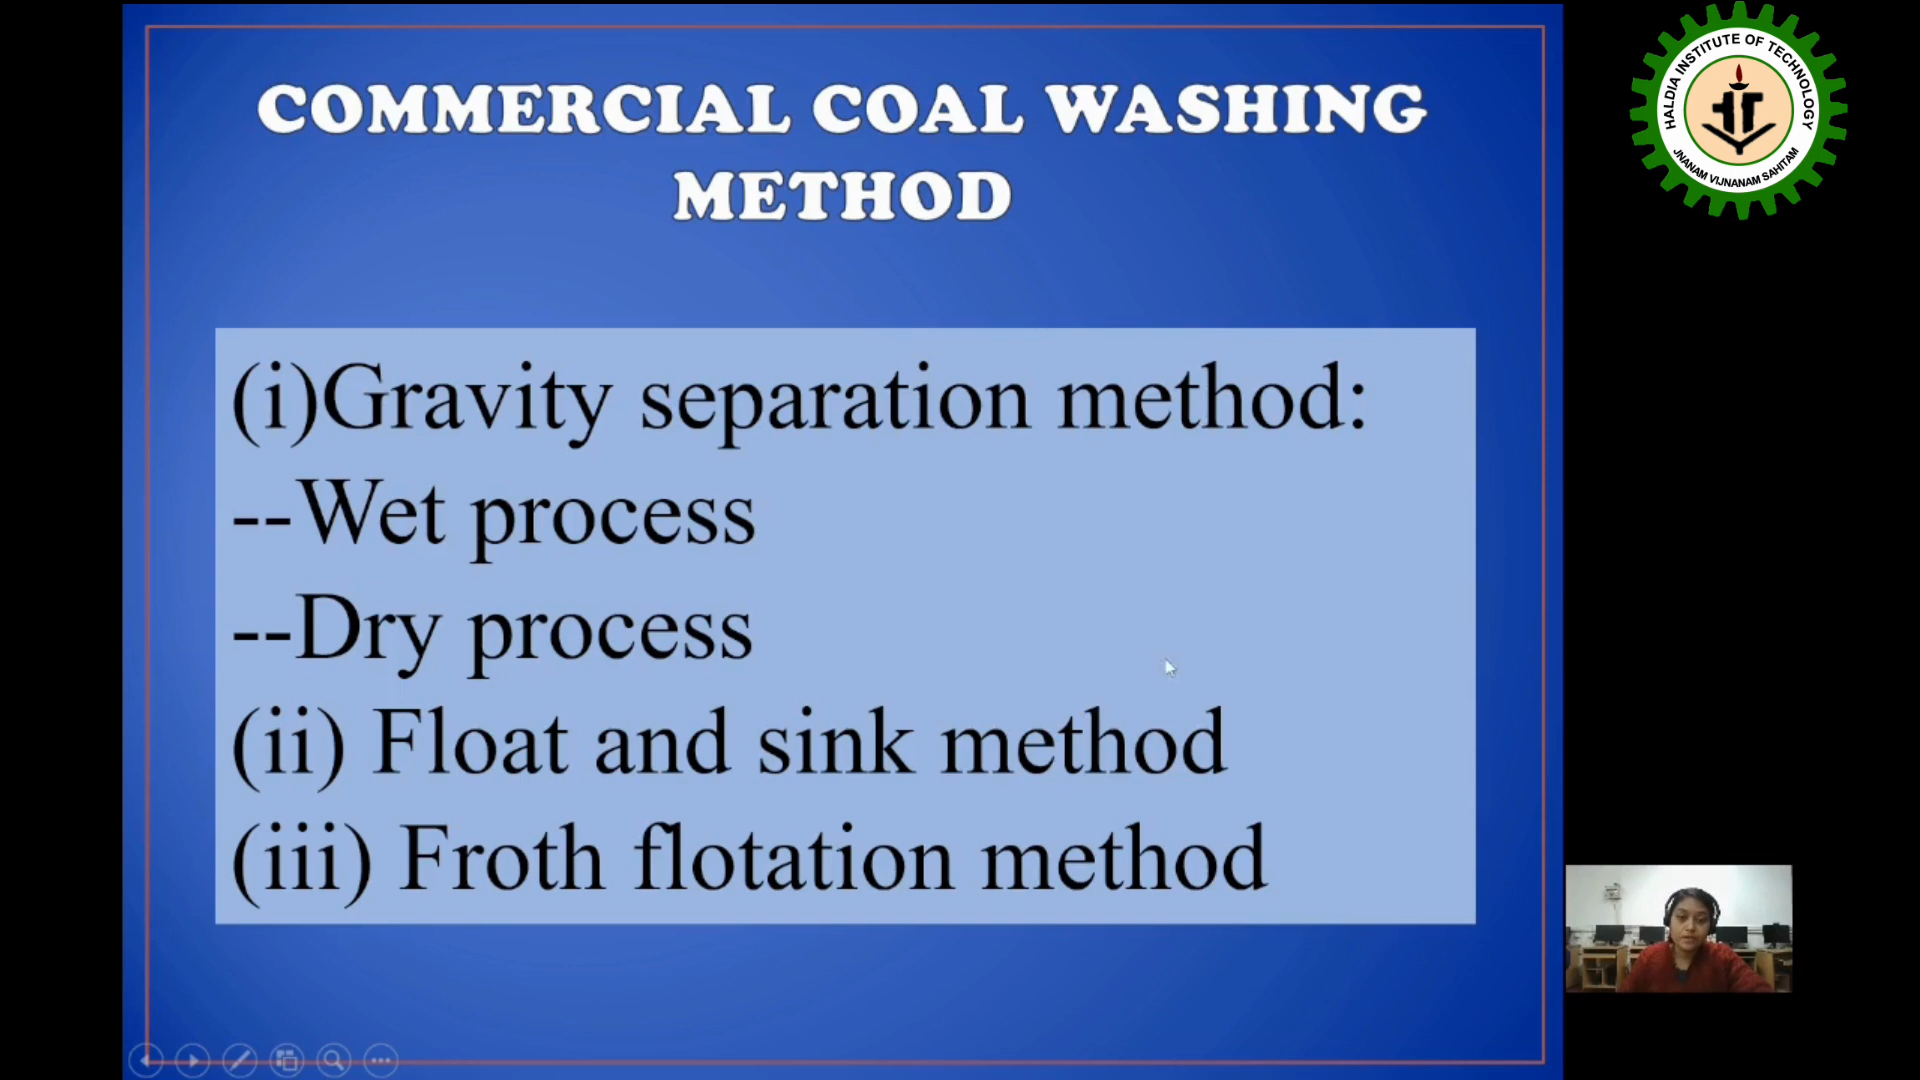 COMMERCIAL COAL WASHING
METHOD
(i)Gravity separation method:
--Wet process
--Dry process
(ii) Float and sink method
(iii) Froth flotation method
HALDIA INSTITUTE OF TECHNOLOGY
JNANAM VIJNANAM SAHITAM